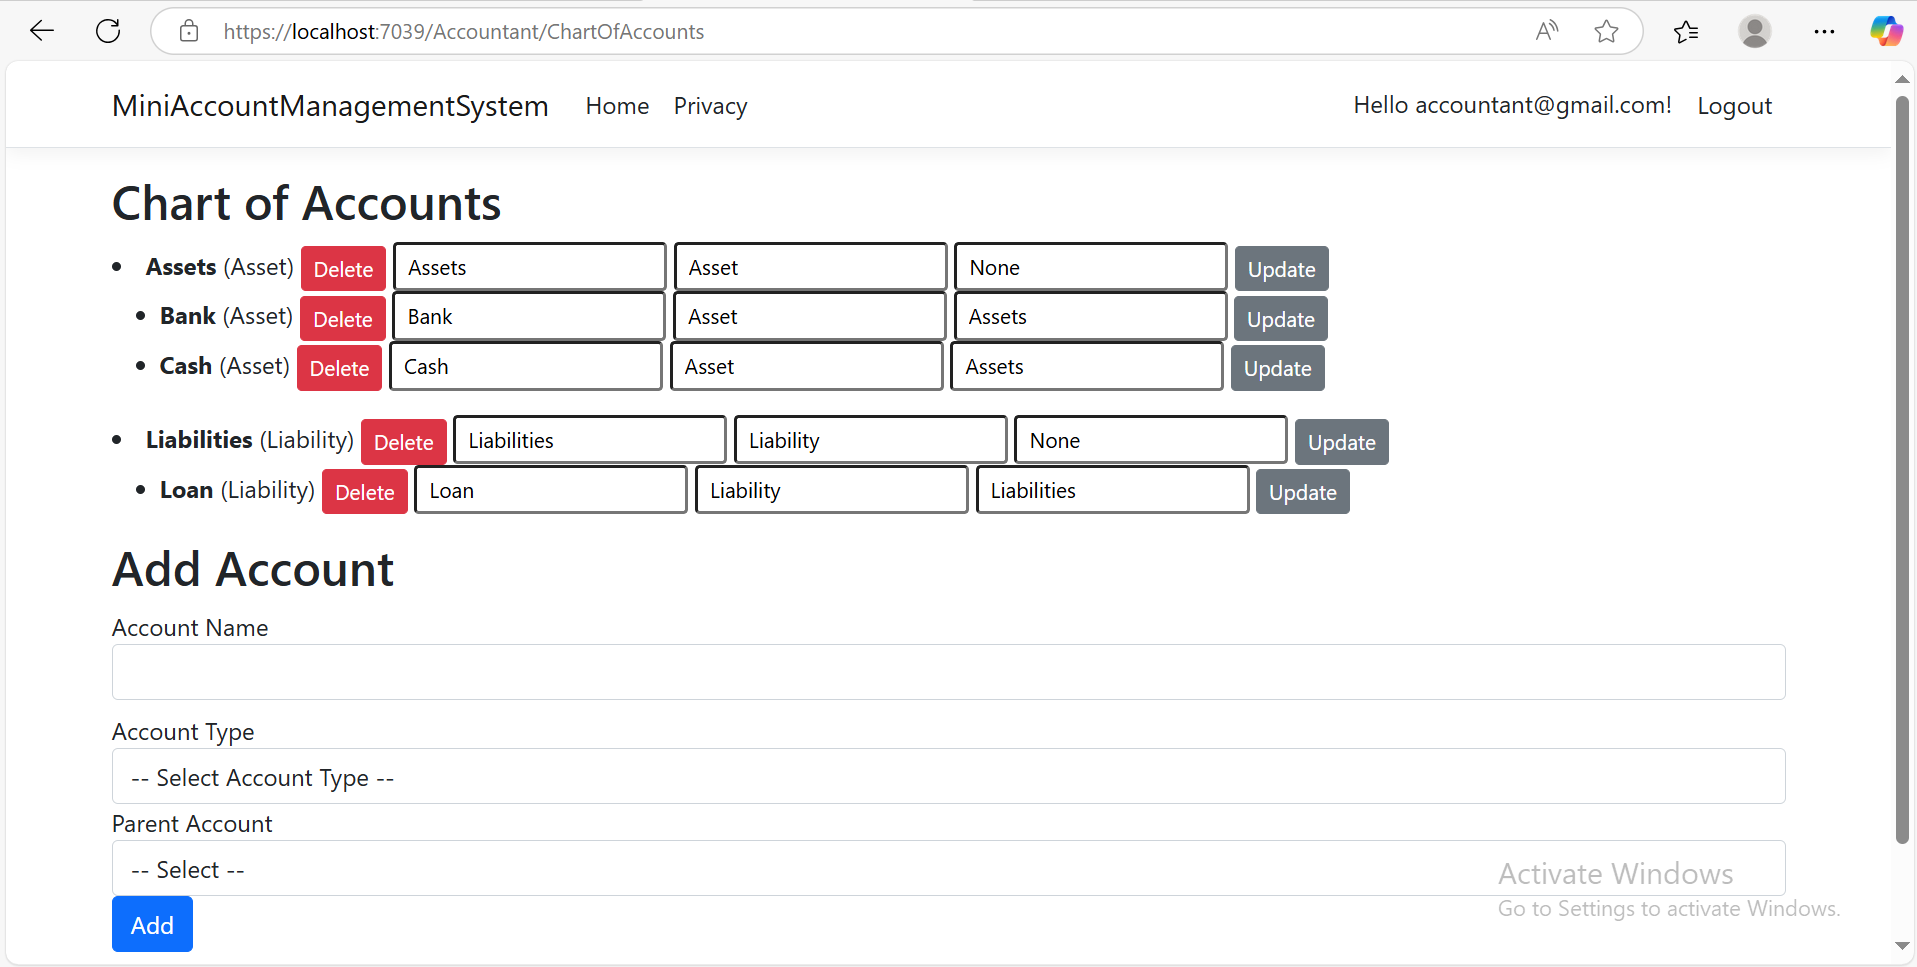 https://localhost:7039/Accountant/ChartOfAccounts
MiniAccountManagementSystem Home Privacy Hello accountant@gmail.com! Logout
Chart of Accounts
• Assets (Asset) Delete Assets Asset None Update
• Bank (Asset) Delete Bank Asset Assets Update
• Cash (Asset) Delete Cash Asset Assets Update
• Liabilities (Liability) Delete Liabilities Liability None Update
• Loan (Liability) Delete Loan Liability Liabilities Update
Add Account
Account Name
Account Type
-- Select Account Type --
Parent Account
-- Select --
Add
Activate Windows
Go to Settings to activate Windows.